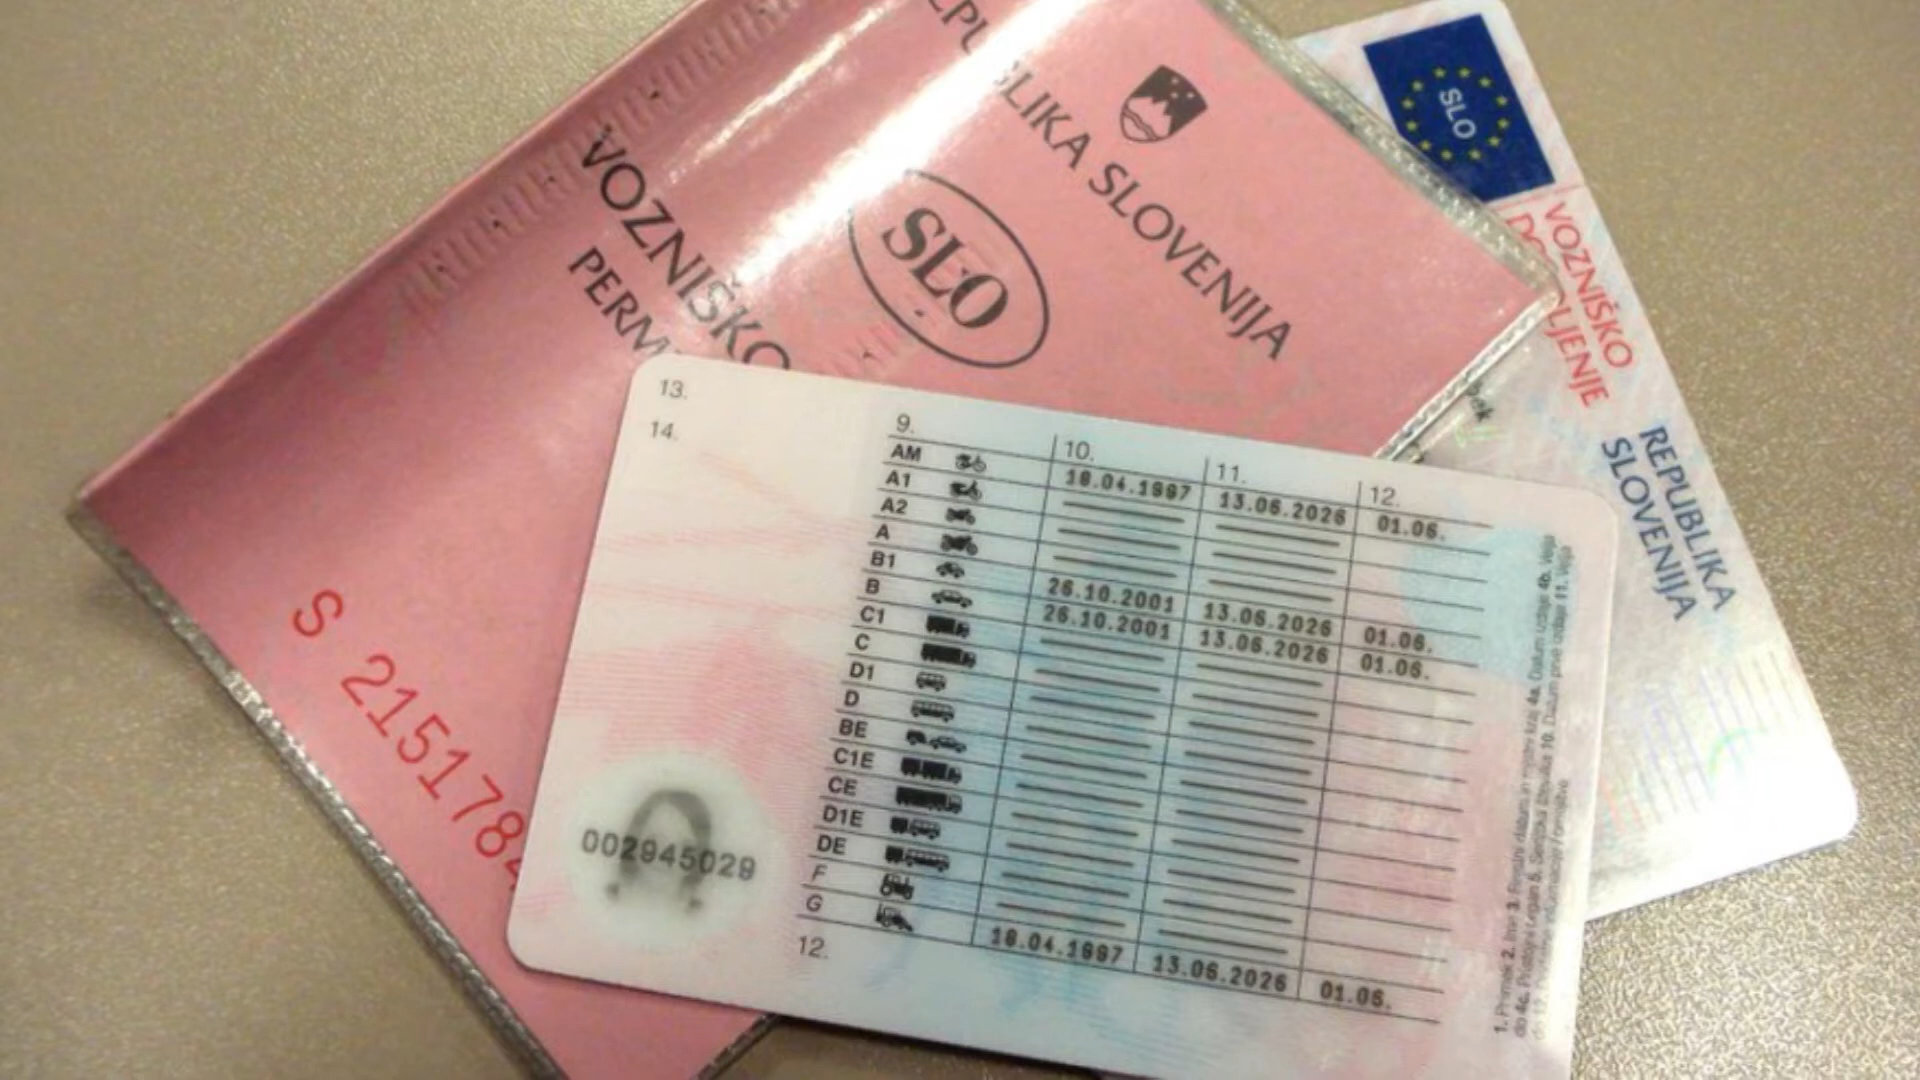 REPUBLIKA SLOVENIJA
SLO
VOZNIŠKO
PERM
S 215178
SLO
VOZNIŠKO
REPUBLIKA
SLOVENIJA
13.
14.
9. 10. 11. 12.
AM 18.04.1997 13.06.2026 01.06.
A1
A2
A
B1
B 26.10.2001 13.06.2026 01.06.
C1 26.10.2001 13.06.2026 01.06.
C
D1
D
BE
C1E
CE
D1E
DE
F
G 18.04.1997 13.06.2026 01.06.
12.
002945029